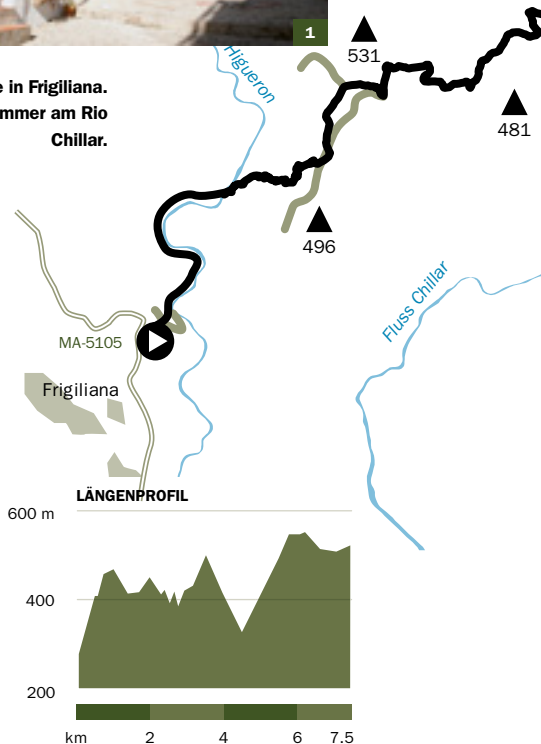 1
e in Frigiliana.
mmer am Rio
Chillar.
Higueron
531
481
496
Fluss Chillar
MA-5105
Frigiliana
LÄNGENPROFIL
600 m
400
200
km 2 4 6 7.5